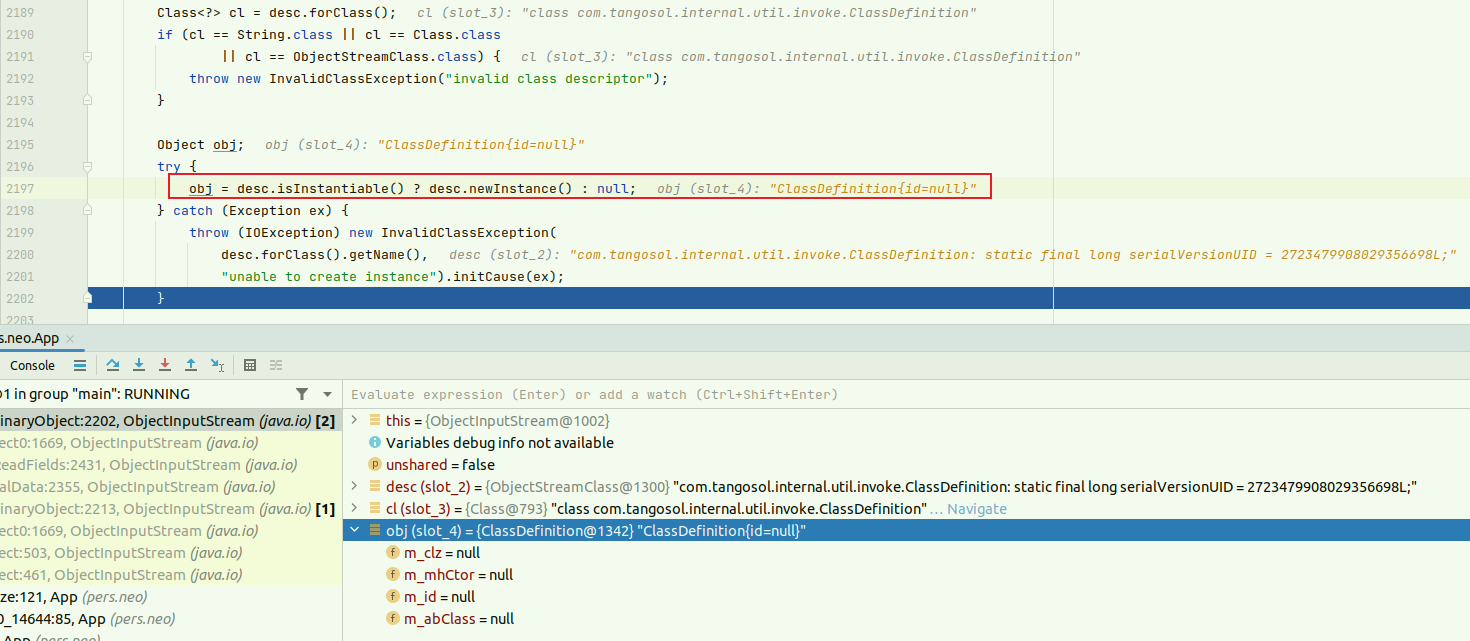 2189 Class<?> cl = desc.forClass(); cl (slot_3): "class com.tangosol.internal.util.invoke.ClassDefinition"
2190 if (cl == String.class || cl == Class.class
2191 || cl == ObjectStreamClass.class) { cl (slot_3): "class com.tangosol.internal.util.invoke.ClassDefinition"
2192 throw new InvalidClassException("invalid class descriptor");
2193 }
2194
2195 Object obj; obj (slot_4): "ClassDefinition{id=null}"
2196 try {
2197 obj = desc.isInstantiable() ? desc.newInstance() : null; obj (slot_4): "ClassDefinition{id=null}"
2198 } catch (Exception ex) {
2199 throw (IOException) new InvalidClassException(
2200 desc.forClass().getName(), desc (slot_2): "com.tangosol.internal.util.invoke.ClassDefinition: static final long serialVersionUID = 2723479908029356698L;"
2201 "unable to create instance").initCause(ex);
2202 }
2203
s.neo.App
Console
1 in group "main": RUNNING
Evaluate expression (Enter) or add a watch (Ctrl+Shift+Enter)
inaryObject:2202, ObjectInputStream (java.io) [2]
ect0:1669, ObjectInputStream (java.io)
eadFields:2431, ObjectInputStream (java.io)
alData:2355, ObjectInputStream (java.io)
inaryObject:2213, ObjectInputStream (java.io) [1]
ect0:1669, ObjectInputStream (java.io)
ect:503, ObjectInputStream (java.io)
ect:461, ObjectInputStream (java.io)
ze:121, App (pers.neo)
0_14644:85, App (pers.neo)
App (pers.neo)
this = {ObjectInputStream@1002}
Variables debug info not available
unshared = false
desc (slot_2) = {ObjectStreamClass@1300} "com.tangosol.internal.util.invoke.ClassDefinition: static final long serialVersionUID = 2723479908029356698L;"
cl (slot_3) = {Class@793} "class com.tangosol.internal.util.invoke.ClassDefinition" ... Navigate
obj (slot_4) = {ClassDefinition@1342} "ClassDefinition{id=null}"
m_clz = null
m_mhCtor = null
m_id = null
m_abClass = null